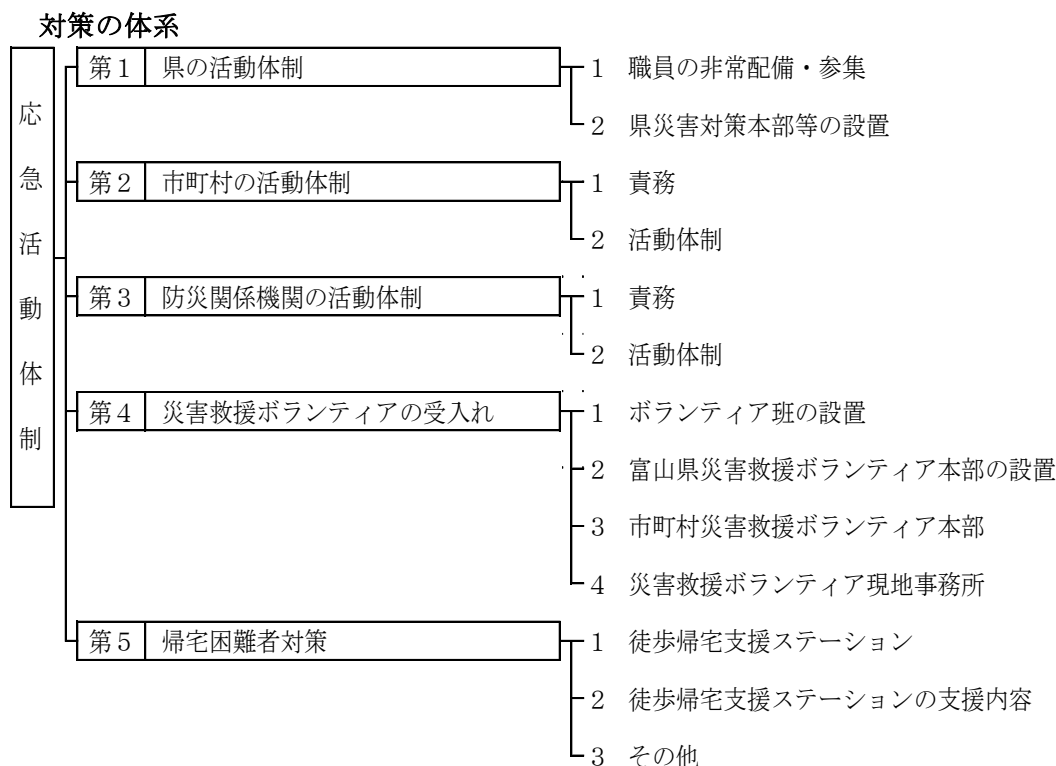 対策の体系
応急活動体制
第１ 県の活動体制
１ 職員の非常配備・参集
２ 県災害対策本部等の設置
第２ 市町村の活動体制
１ 責務
２ 活動体制
第３ 防災関係機関の活動体制
１ 責務
２ 活動体制
第４ 災害救援ボランティアの受入れ
１ ボランティア班の設置
２ 富山県災害救援ボランティア本部の設置
３ 市町村災害救援ボランティア本部
４ 災害救援ボランティア現地事務所
第５ 帰宅困難者対策
１ 徒歩帰宅支援ステーション
２ 徒歩帰宅支援ステーションの支援内容
３ その他